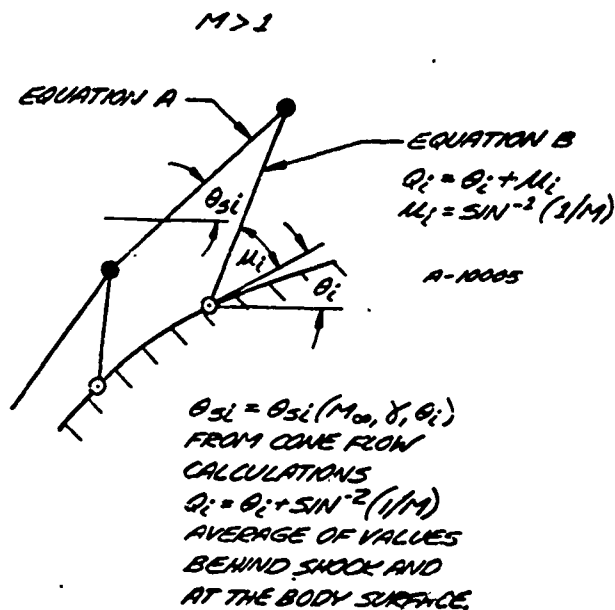 M>1
EQUATION A
EQUATION B
Qi = θi + μi
μi = SIN⁻¹ (1/M)
θsi
μi
θi
A-10005
θsi = θsi (M∞, γ, θi)
FROM CONE FLOW
CALCULATIONS
Qi = θi + SIN⁻² (1/M)
AVERAGE OF VALUES
BEHIND SHOCK AND
AT THE BODY SURFACE.